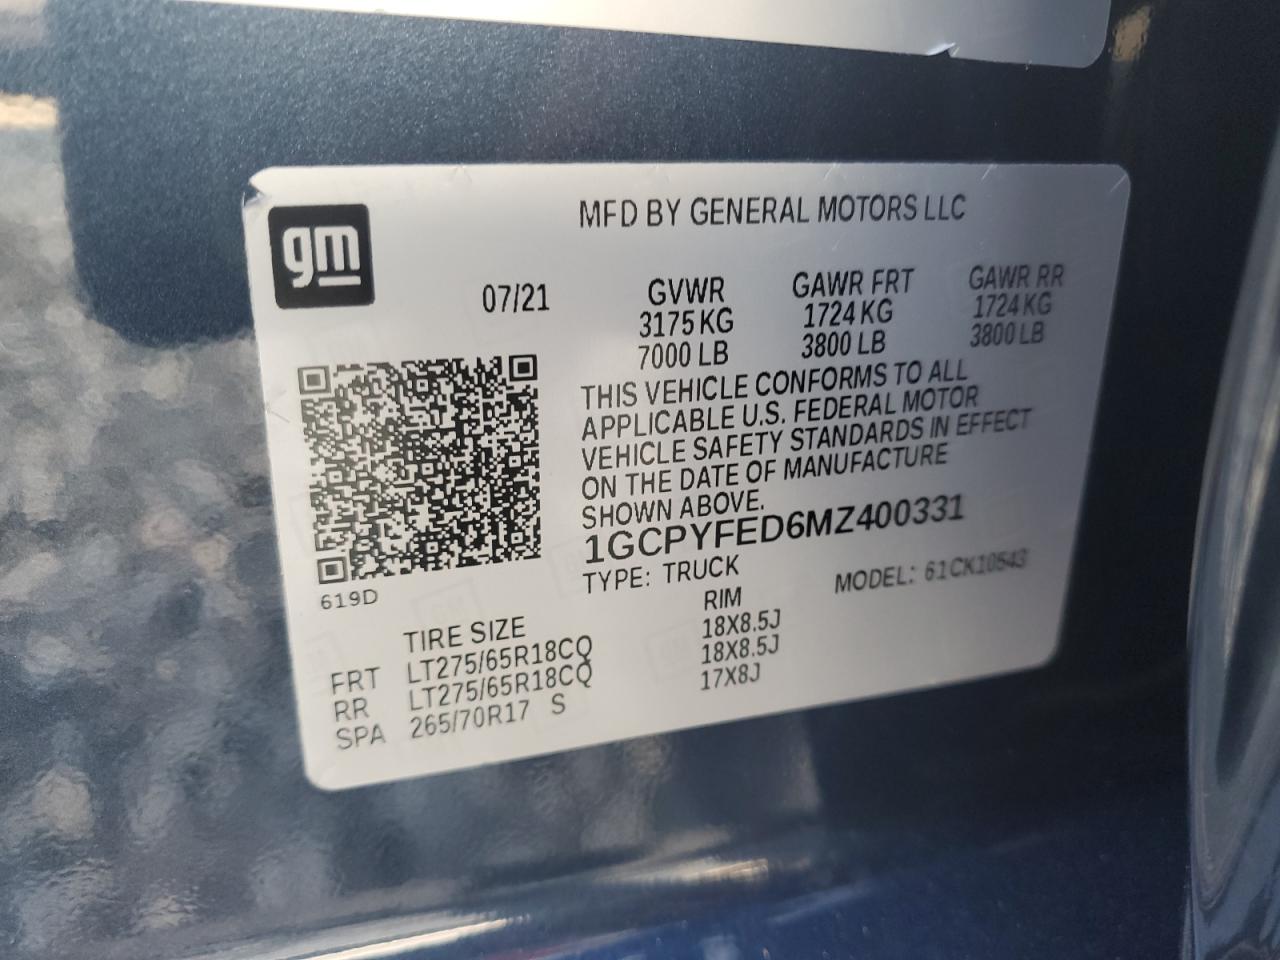 gm
MFD BY GENERAL MOTORS LLC
07/21 GVWR GAWR FRT GAWR RR
3175 KG 1724 KG 1724 KG
7000 LB 3800 LB 3800 LB
THIS VEHICLE CONFORMS TO ALL
APPLICABLE U.S. FEDERAL MOTOR
VEHICLE SAFETY STANDARDS IN EFFECT
ON THE DATE OF MANUFACTURE
SHOWN ABOVE.
1GCPYFED6MZ400331
TYPE: TRUCK MODEL: 61CK10543
619D
TIRE SIZE RIM
FRT LT275/65R18CQ 18X8.5J
RR LT275/65R18CQ 18X8.5J
SPA 265/70R17 S 17X8J